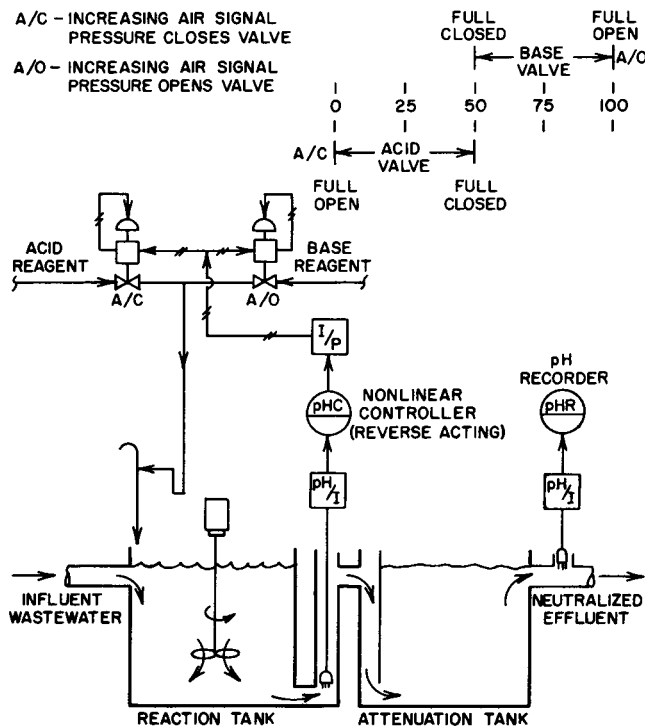 A/C - INCREASING AIR SIGNAL
PRESSURE CLOSES VALVE
A/O - INCREASING AIR SIGNAL
PRESSURE OPENS VALVE
FULL CLOSED
FULL OPEN
BASE VALVE
A/O
0 25 50 75 100
A/C
ACID VALVE
FULL OPEN
FULL CLOSED
ACID REAGENT
BASE REAGENT
A/C
A/O
I/P
pHC
NONLINEAR
CONTROLLER
(REVERSE ACTING)
pH
RECORDER
pHR
pH/I
pH/I
INFLUENT
WASTEWATER
NEUTRALIZED
EFFLUENT
REACTION TANK
ATTENUATION TANK